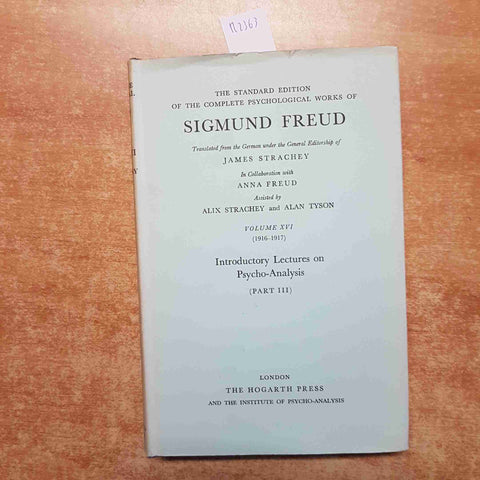 n2363
THE STANDARD EDITION
OF THE COMPLETE PSYCHOLOGICAL WORKS OF
SIGMUND FREUD
Translated from the German under the General Editorship of
JAMES STRACHEY
In Collaboration with
ANNA FREUD
Assisted by
ALIX STRACHEY and ALAN TYSON
VOLUME XVI
(1916-1917)
Introductory Lectures on
Psycho-Analysis
(PART III)
LONDON
THE HOGARTH PRESS
AND THE INSTITUTE OF PSYCHO-ANALYSIS